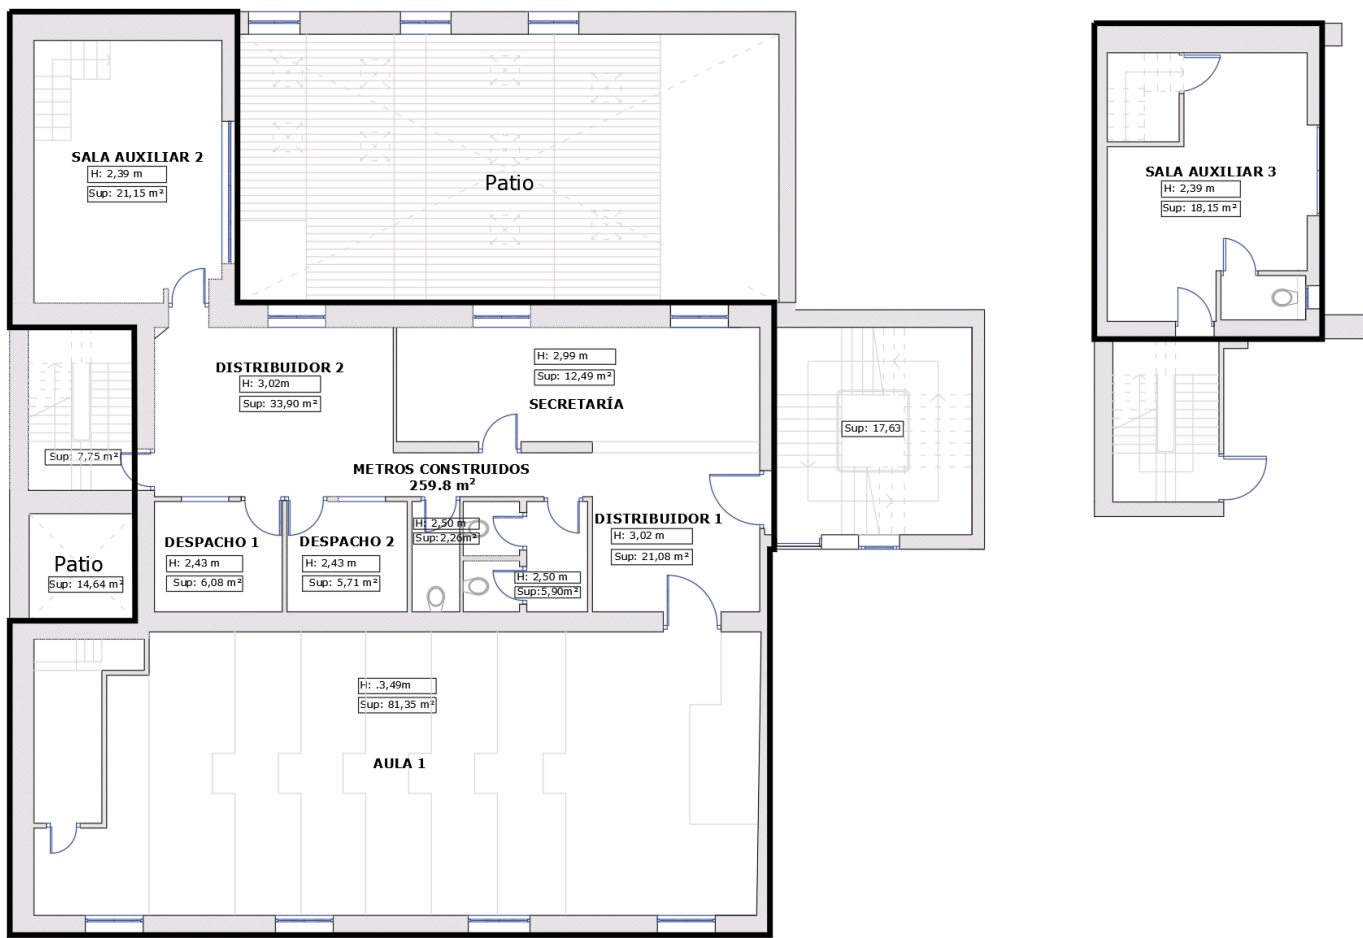 SALA AUXILIAR 2
H: 2,39 m
Sup: 21,15 m²
Patio
SALA AUXILIAR 3
H: 2,39 m
Sup: 18,15 m²
DISTRIBUIDOR 2
H: 3,02m
Sup: 33,90 m²
H: 2,99 m
Sup: 12,49 m²
SECRETARÍA
Sup: 17,63
Sup: 7,75 m²
METROS CONSTRUIDOS
259.8 m²
DESPACHO 1
H: 2,43 m
Sup: 6,08 m²
DESPACHO 2
H: 2,43 m
Sup: 5,71 m²
H: 2,50 m
Sup:2,26m²
H: 2,50 m
Sup:5,90m²
DISTRIBUIDOR 1
H: 3,02 m
Sup: 21,08 m²
Patio
Sup: 14,64 m²
H: .3,49m
Sup: 81,35 m²
AULA 1